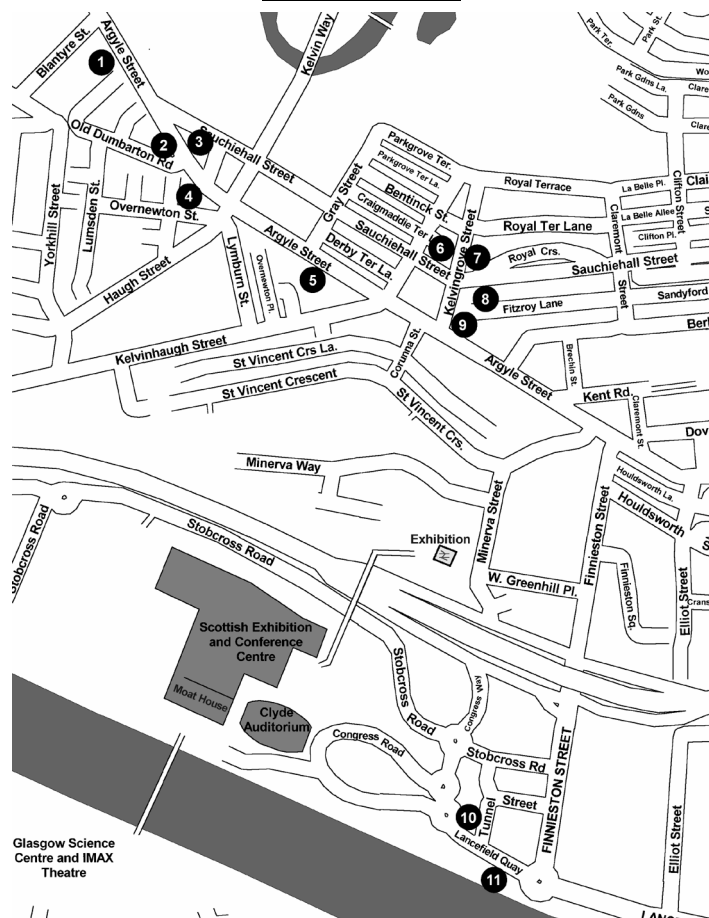 Blantyre St.
Argyle Street
Kelvin Way
Park Ter.
Park St.
Park Gdns La.
Park Gdns
1
2
3
Sauchiehall Street
Old Dumbarton Rd
4
Overnewton St.
Yorkhill Street
Lumsden St.
Haugh Street
Lymburn St.
Overnewton Pl.
Argyle Street
5
Gray Street
Parkgrove Ter.
Parkgrove Ter La.
Bentinck St.
Craigmaddie Ter.
Sauchiehall Street
Derby Ter La.
6
7
Kelvingrove Street
Royal Terrace
Royal Ter Lane
Royal Crs.
La Belle Pl.
La Belle Allee
Clifton Pl.
Clifton Street
Claremont
Street
Sauchiehall Street
8
Fitzroy Lane
Sandyford
9
Argyle Street
Brechin St.
Kent Rd.
Claremont St.
Kelvinhaugh Street
St Vincent Crs La.
St Vincent Crescent
Corunna St.
St Vincent Crs.
Minerva Way
Minerva Street
Houldsworth La.
Houldsworth
Finnieston Street
Finnieston Sq.
Elliot Street
Stobcross Road
Stobcross Road
Exhibition
W. Greenhill Pl.
Scottish Exhibition
and Conference
Centre
Moat House
Clyde
Auditorium
Stobcross
Road
Congress Way
Congress Road
Stobcross Rd
Tunnel
Street
FINNIESTON STREET
10
Lancefield Quay
11
Elliot Street
Glasgow Science
Centre and IMAX
Theatre